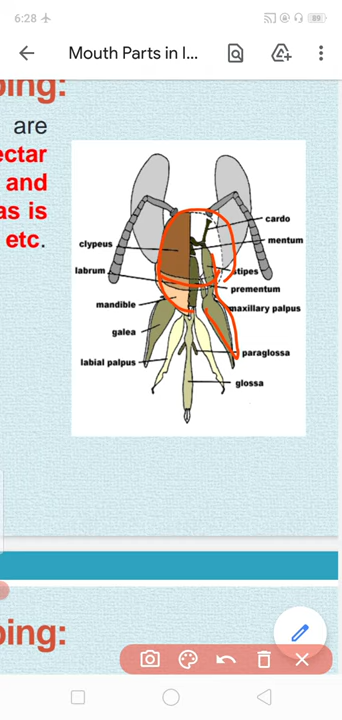 6:28
89
Mouth Parts in I...
ing:
are
ectar
and
as is
etc.
cardo
clypeus
mentum
labrum
stipes
prementum
mandible
maxillary palpus
galea
paraglossa
labial palpus
glossa
ing: